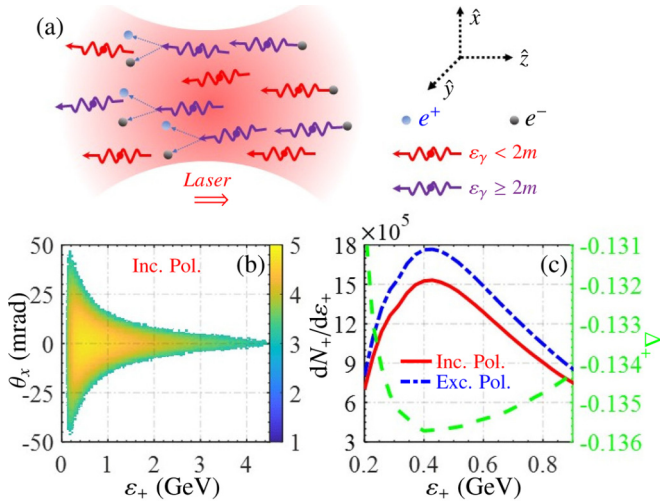 (a)
x̂
ẑ
ŷ
e⁺ e⁻
εγ < 2m
εγ ≥ 2m
Laser
⇒
×10⁵
50
25
0
-25
-50
θₓ (mrad)
Inc. Pol. (b)
5
4
3
2
1
0 1 2 3 4
ε₊ (GeV)
18
15
12
9
6
3
dN₊/dε₊
(c)
Inc. Pol.
Exc. Pol.
-0.131
-0.132
-0.133
-0.134
-0.135
-0.136
Δ₊
0.2 0.4 0.6 0.8
ε₊ (GeV)